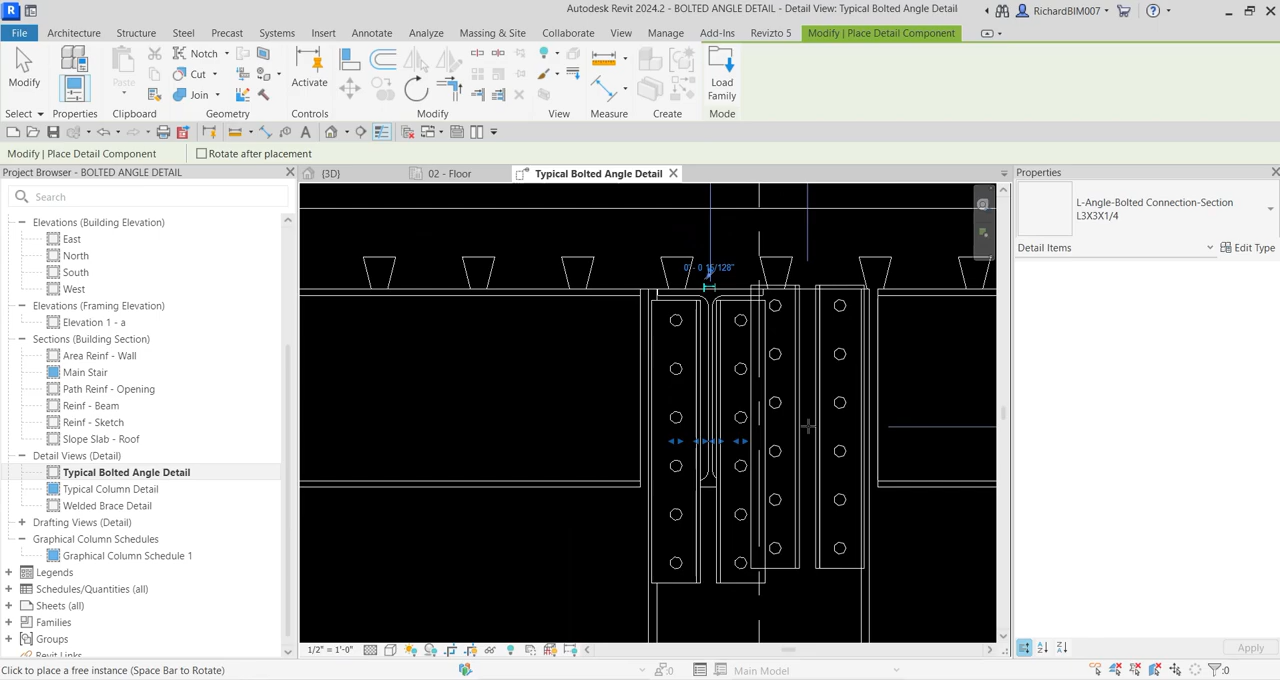 R Autodesk Revit 2024.2 - BOLTED ANGLE DETAIL - Detail View: Typical Bolted Angle Detail RichardBIM007
File Architecture Structure Steel Precast Systems Insert Annotate Analyze Massing & Site Collaborate View Manage Add-Ins Revizto 5 Modify | Place Detail Component
Notch
Cut
Join
Modify Paste Activate Load
Family
Select Properties Clipboard Geometry Controls Modify View Measure Create Mode
Modify | Place Detail Component Rotate after placement
Project Browser - BOLTED ANGLE DETAIL {3D} 02 - Floor Typical Bolted Angle Detail Properties
Search
Elevations (Building Elevation)
East
North
South
West
Elevations (Framing Elevation)
Elevation 1 - a
Sections (Building Section)
Area Reinf - Wall
Main Stair
Path Reinf - Opening
Reinf - Beam
Reinf - Sketch
Slope Slab - Roof
Detail Views (Detail)
Typical Bolted Angle Detail
Typical Column Detail
Welded Brace Detail
Drafting Views (Detail)
Graphical Column Schedules
Graphical Column Schedule 1
Legends
Schedules/Quantities (all)
Sheets (all)
Families
Groups
Revit Links
L-Angle-Bolted Connection-Section
L3X3X1/4
Detail Items Edit Type
1/2" = 1'-0"
Apply
Click to place a free instance (Space Bar to Rotate) :0 Main Model :0